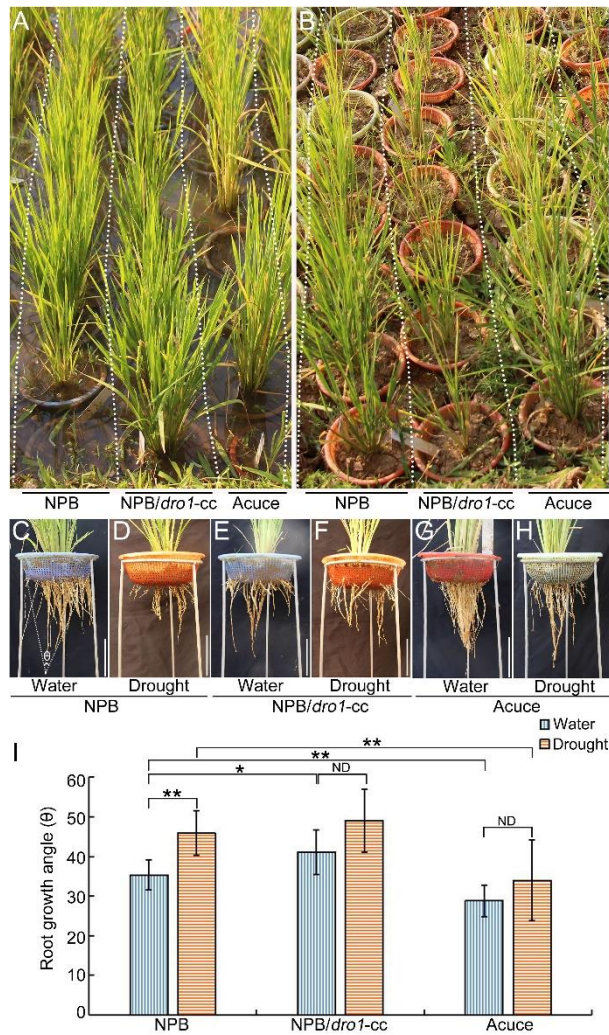 A B
NPB NPB/dro1-cc Acuce NPB NPB/dro1-cc Acuce
C D E F G H
θ
Water Drought Water Drought Water Drought
NPB NPB/dro1-cc Acuce
Water
Drought
I
**
**
* ND
**
ND
60
50
40
30
20
10
0
Root growth angle (θ)
NPB NPB/dro1-cc Acuce